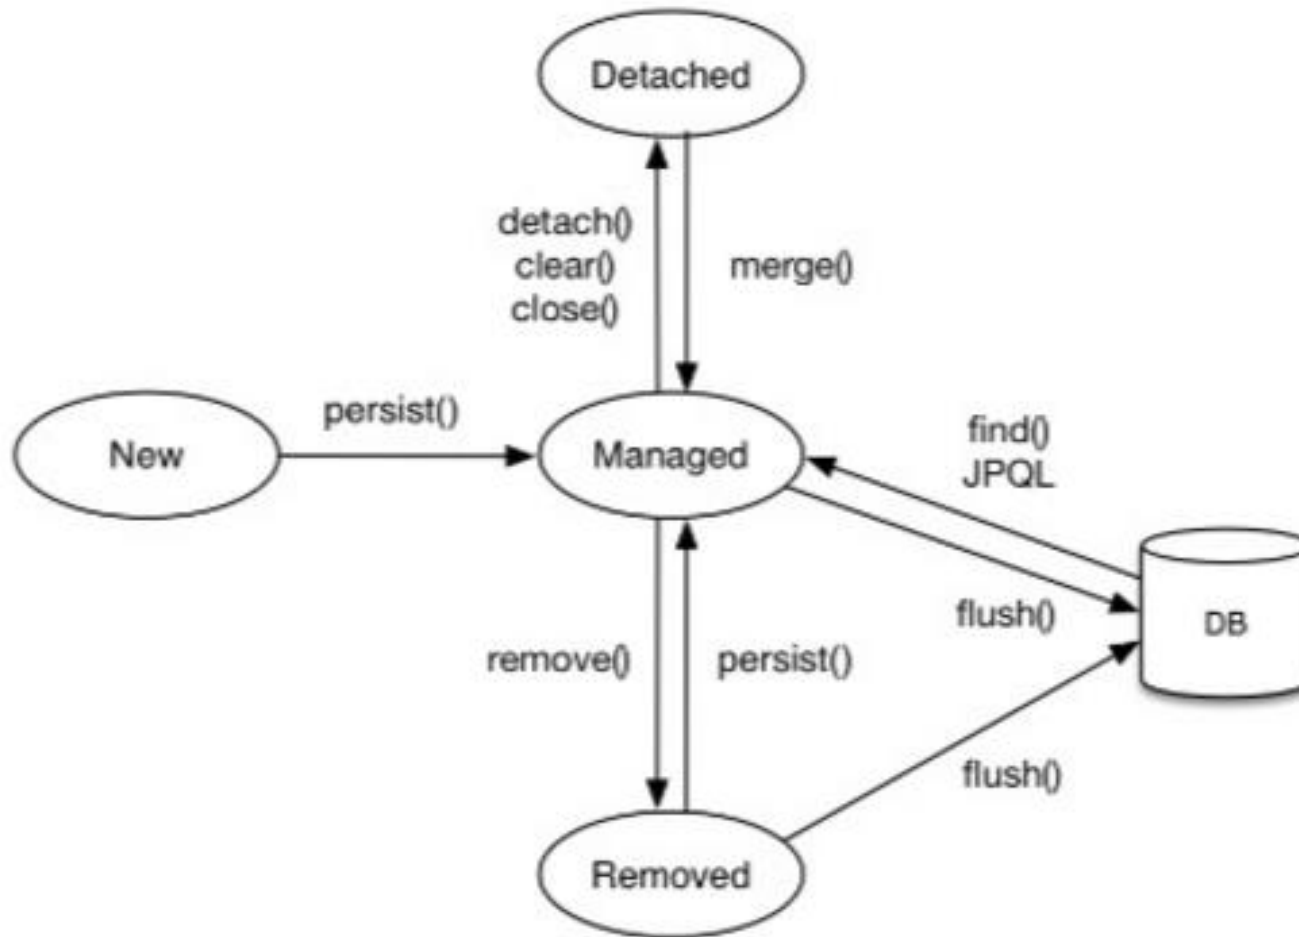 Detached
detach()
clear()
close()
merge()
persist()
New
Managed
find()
JPQL
flush()
DB
remove()
persist()
flush()
Removed